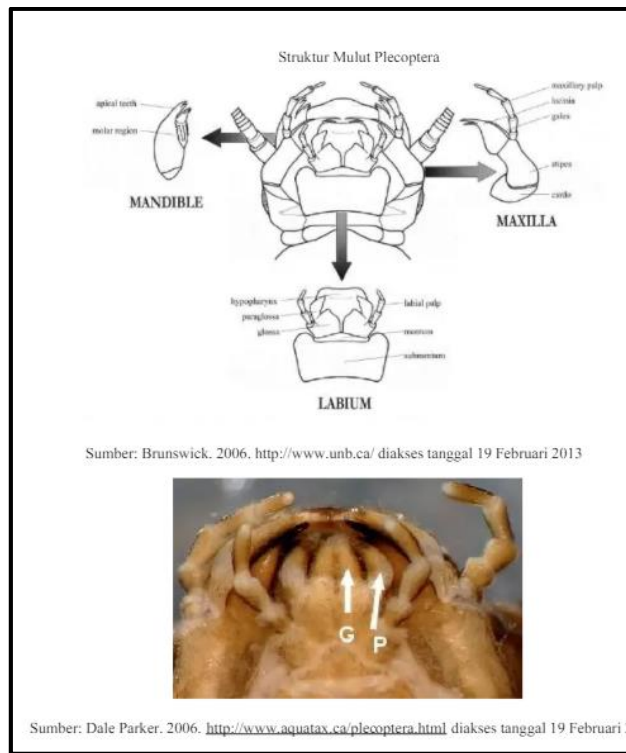 Struktur Mulut Plecoptera
apical teeth
molar region
MANDIBLE
maxillary palp
lacinia
galea
stipes
cardo
MAXILLA
hypopharynx
paraglossa
glossa
labial palp
mentum
submentum
LABIUM
Sumber: Brunswick. 2006. http://www.unb.ca/ diakses tanggal 19 Februari 2013
G
P
Sumber: Dale Parker. 2006. http://www.aquatax.ca/plecoptera.html diakses tanggal 19 Februari